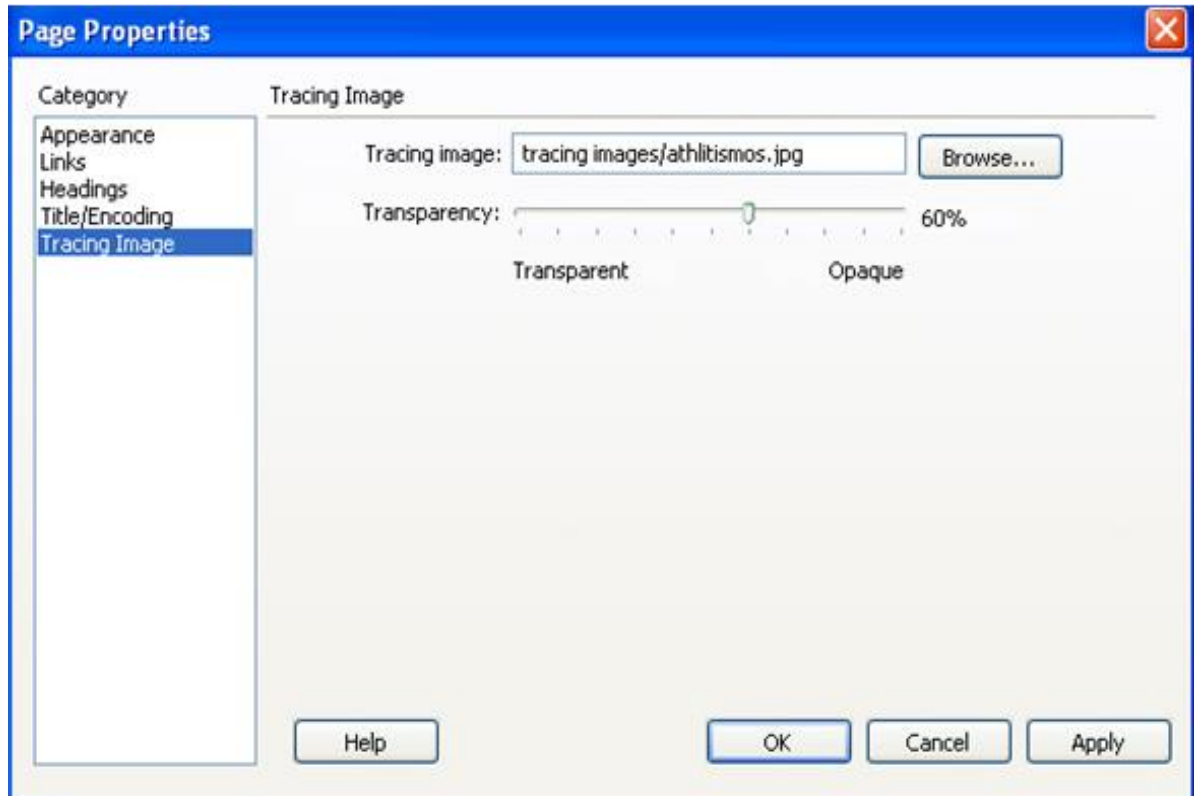 Page Properties
Category
Appearance
Links
Headings
Title/Encoding
Tracing Image
Tracing Image
Tracing image: tracing images/athlitismos.jpg Browse...
Transparency: 60%
Transparent Opaque
Help OK Cancel Apply